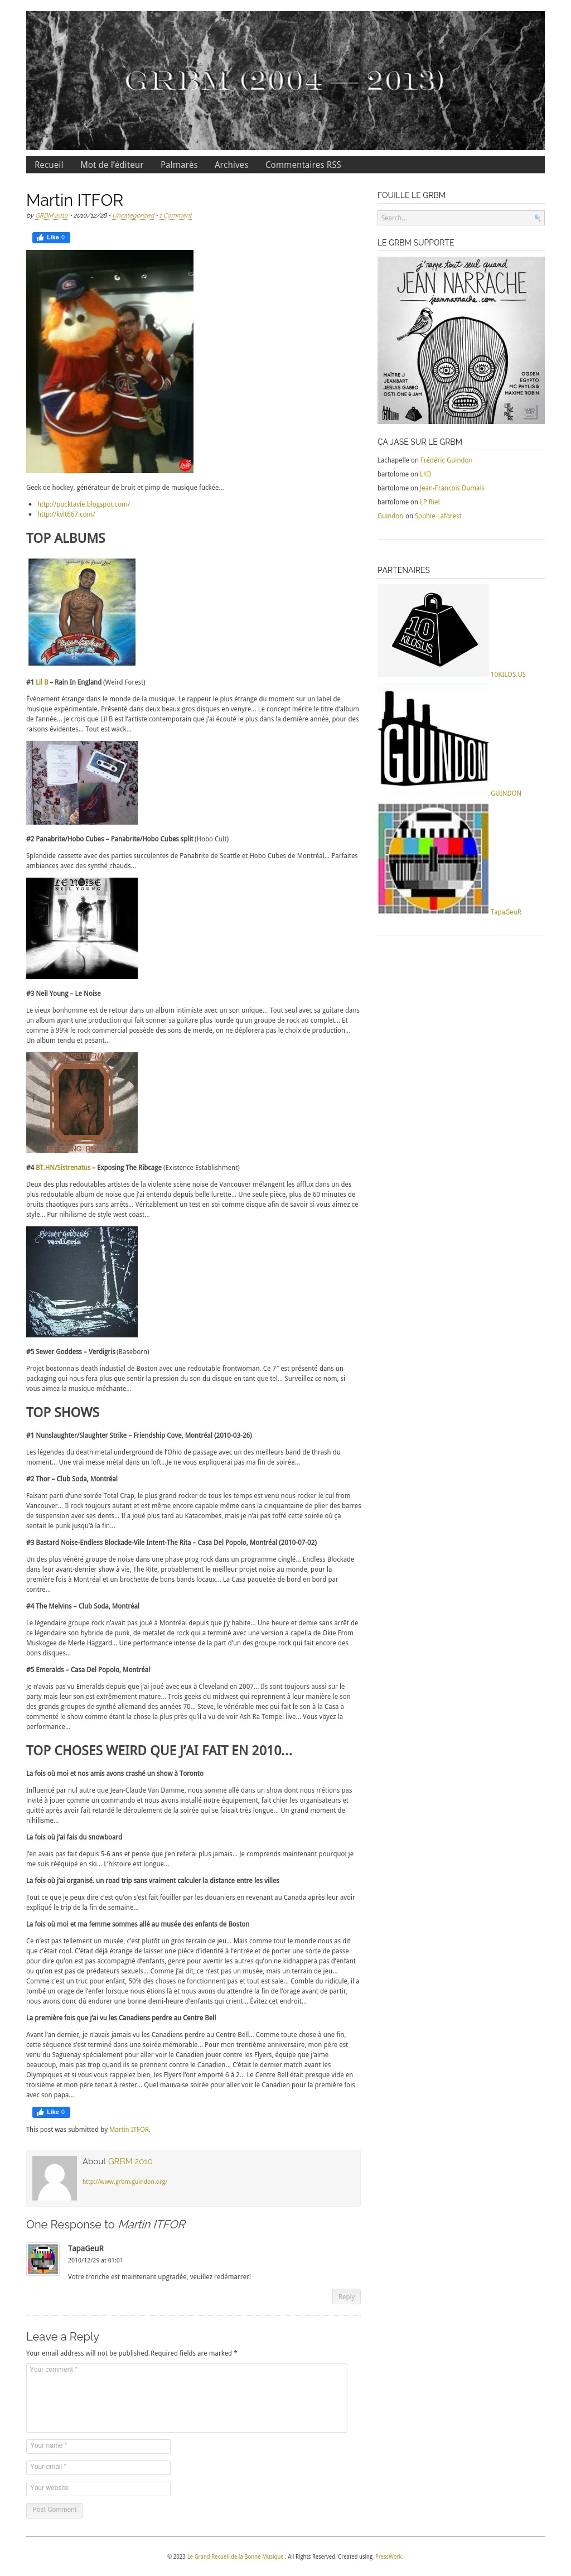 GRBM (2004 — 2013)
Recueil
Mot de l'éditeur
Palmarès
Archives
Commentaires RSS
Martin ITFOR
by GRBM 2010 • 2010/12/28 • Uncategorized • 1 Comment
Like 0
Geek de hockey, générateur de bruit et pimp de musique fuckée...
http://pucktavie.blogspot.com/
http://kvlt667.com/
TOP ALBUMS
#1 Lil B – Rain In England (Weird Forest)
Évènement étrange dans le monde de la musique. Le rappeur le plus étrange du moment sur un label de
musique expérimentale. Présenté dans deux beaux gros disques en venyre... Le concept mérite le titre d'album
de l'année... Je crois que Lil B est l'artiste contemporain que j'ai écouté le plus dans la dernière année, pour des
raisons évidentes... Tout est wack...
#2 Panabrite/Hobo Cubes – Panabrite/Hobo Cubes split (Hobo Cult)
Splendide cassette avec des parties succulentes de Panabrite de Seattle et Hobo Cubes de Montréal... Parfaites
ambiances avec des synthé chauds...
LE NOISE
NEIL YOUNG
#3 Neil Young – Le Noise
Le vieux bonhomme est de retour dans un album intimiste avec un son unique... Tout seul avec sa guitare dans
un album ayant une production qui fait sonner sa guitare plus lourde qu'un groupe de rock au complet... Et
comme à 99% le rock commercial possède des sons de merde, on ne déplorera pas le choix de production...
Un album tendu et pesant...
#4 BT.HN/Sistrenatus – Exposing The Ribcage (Existence Establishment)
Deux des plus redoutables artistes de la violente scène noise de Vancouver mélangent les afflux dans un des
plus redoutable album de noise que j'ai entendu depuis belle lurette... Une seule pièce, plus de 60 minutes de
bruits chaotiques purs sans arrêts... Véritablement un test en soi comme disque afin de savoir si vous aimez ce
style... Pur nihilisme de style west coast...
sewer goddess
verdigris
#5 Sewer Goddess – Verdigris (Baseborn)
Projet bostonnais death industial de Boston avec une redoutable frontwoman. Ce 7″ est présenté dans un
packaging qui nous fera plus que sentir la pression du son du disque en tant que tel... Surveillez ce nom, si
vous aimez la musique méchante...
TOP SHOWS
#1 Nunslaughter/Slaughter Strike – Friendship Cove, Montréal (2010-03-26)
Les légendes du death metal underground de l'Ohio de passage avec un des meilleurs band de thrash du
moment... Une vrai messe métal dans un loft...Je ne vous expliquerai pas ma fin de soirée...
#2 Thor – Club Soda, Montréal
Faisant parti d'une soirée Total Crap, le plus grand rocker de tous les temps est venu nous rocker le cul from
Vancouver... Il rock toujours autant et est même encore capable même dans la cinquantaine de plier des barres
de suspension avec ses dents... Il a joué plus tard au Katacombes, mais je n'ai pas toffé cette soirée où ça
sentait le punk jusqu'à la fin...
#3 Bastard Noise-Endless Blockade-Vile Intent-The Rita – Casa Del Popolo, Montréal (2010-07-02)
Un des plus vénéré groupe de noise dans une phase prog rock dans un programme cinglé... Endless Blockade
dans leur avant-dernier show à vie, The Rite, probablement le meilleur projet noise au monde, pour la
première fois à Montréal et un brochette de bons bands locaux... La Casa paquetée de bord en bord par
contre...
#4 The Melvins – Club Soda, Montréal
Le légendaire groupe rock n'avait pas joué à Montréal depuis que j'y habite... Une heure et demie sans arrêt de
ce légendaire son hybride de punk, de metalet de rock qui a terminé avec une version a capella de Okie From
Muskogee de Merle Haggard... Une performance intense de la part d'un des groupe rock qui fait encore des
bons disques...
#5 Emeralds – Casa Del Popolo, Montréal
Je n'avais pas vu Emeralds depuis que j'ai joué avec eux à Cleveland en 2007... Ils sont toujours aussi sur le
party mais leur son est extrêmement mature... Trois geeks du midwest qui reprennent à leur manière le son
des grands groupes de synthé allemand des années 70... Steve, le vénérable mec qui fait le son à la Casa a
commenté le show comme étant la chose la plus près qu'il a vu de voir Ash Ra Tempel live... Vous voyez la
performance...
TOP CHOSES WEIRD QUE J'AI FAIT EN 2010...
La fois où moi et nos amis avons crashé un show à Toronto
Influencé par nul autre que Jean-Claude Van Damme, nous somme allé dans un show dont nous n'étions pas
invité à jouer comme un commando et nous avons installé notre équipement, fait chier les organisateurs et
quitté après avoir fait retardé le déroulement de la soirée qui se faisait très longue... Un grand moment de
nihilisme...
La fois où j'ai fais du snowboard
J'en avais pas fait depuis 5-6 ans et pense que j'en referai plus jamais... Je comprends maintenant pourquoi je
me suis rééquipé en ski... L'histoire est longue...
La fois où j'ai organisé. un road trip sans vraiment calculer la distance entre les villes
Tout ce que je peux dire c'est qu'on s'est fait fouiller par les douaniers en revenant au Canada après leur avoir
expliqué le trip de la fin de semaine...
La fois où moi et ma femme sommes allé au musée des enfants de Boston
Ce n'est pas tellement un musée, c'est plutôt un gros terrain de jeu... Mais comme tout le monde nous as dit
que c'était cool. C'était déjà étrange de laisser une pièce d'identité à l'entrée et de porter une sorte de passe
pour dire qu'on est pas accompagné d'enfants, genre pour avertir les autres qu'on ne kidnappera pas d'enfant
ou qu'on est pas de prédateurs sexuels... Comme j'ai dit, ce n'est pas un musée, mais un terrain de jeu...
Comme c'est un truc pour enfant, 50% des choses ne fonctionnent pas et tout est sale... Comble du ridicule, il a
tombé un orage de l'enfer lorsque nous étions là et nous avons du attendre la fin de l'orage avant de partir,
nous avons donc dû endurer une bonne demi-heure d'enfants qui crient... Évitez cet endroit...
La première fois que j'ai vu les Canadiens perdre au Centre Bell
Avant l'an dernier, je n'avais jamais vu les Canadiens perdre au Centre Bell... Comme toute chose à une fin,
cette séquence s'est terminé dans une soirée mémorable... Pour mon trentième anniversaire, mon père est
venu du Saguenay spécialement pour aller voir le Canadien jouer contre les Flyers, équipe que j'aime
beaucoup, mais pas trop quand ils se prennent contre le Canadien... C'était le dernier match avant les
Olympiques et si vous vous rappelez bien, les Flyers l'ont emporté 6 à 2... Le Centre Bell était presque vide en
troisième et mon père tenait à rester... Quel mauvaise soirée pour aller voir le Canadien pour la première fois
avec son papa...
Like 0
This post was submitted by Martin ITFOR.
About GRBM 2010
http://www.grbm.guindon.org/
One Response to Martin ITFOR
TapaGeuR
2010/12/29 at 01:01
Votre tronche est maintenant upgradée, veuillez redémarrer!
Reply
Leave a Reply
Your email address will not be published.Required fields are marked *
Your comment *
Your name *
Your email *
Your website
Post Comment
FOUILLE LE GRBM
Search...
LE GRBM SUPPORTE
j'rappe tout seul quand
JEAN NARRACHE
jeannarrache.com
MAÎTRE J
JEANBART
JESUIS GABBO
OSTI ONE & JAM
OGDEN
EGYPTO
MC PHYLIS &
MAXIME ROBIN
ÇA JASE SUR LE GRBM
Lachapelle on Frédéric Guindon
bartolome on LKB
bartolome on Jean-Francois Dumais
bartolome on LP Riel
Guindon on Sophie Laforest
PARTENAIRES
10
KILOS.US
10KILOS.US
GUINDON
GUINDON
TapaGeuR
© 2023 Le Grand Recueil de la Bonne Musique . All Rights Reserved. Created using PressWork.